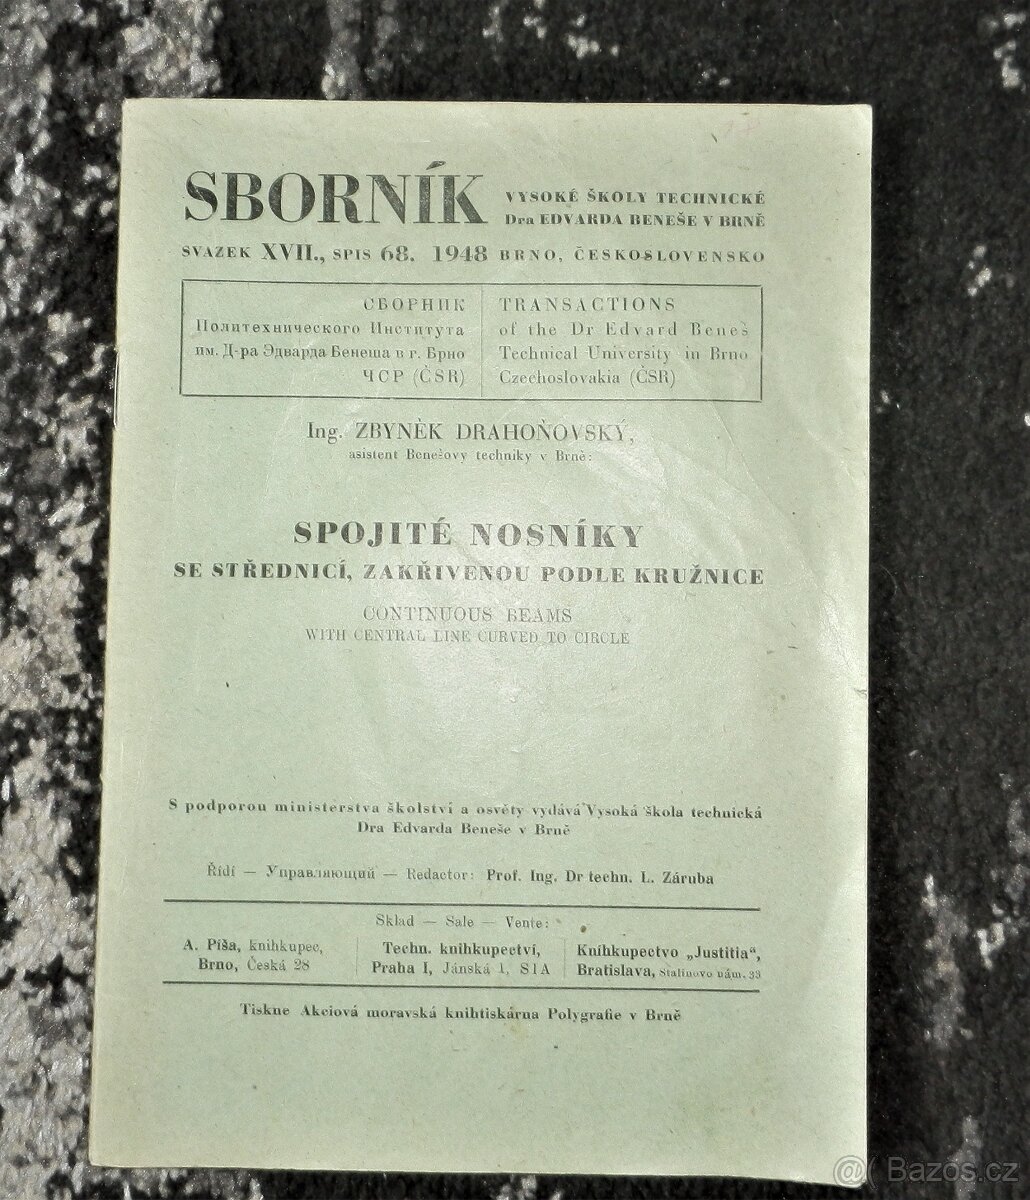 SBORNÍK
VYSOKÉ ŠKOLY TECHNICKÉ
Dra EDVARDA BENEŠE V BRNĚ
SVAZEK XVII., SPIS 68. 1948 BRNO, ČESKOSLOVENSKO
СБОРНИК
Политехнического Института
им. Д-ра Эдварда Бенеша в г. Брно
ЧСР (ČSR)
TRANSACTIONS
of the Dr Edvard Beneš
Technical University in Brno
Czechoslovakia (ČSR)
Ing. ZBYNĚK DRAHOŇOVSKÝ,
asistent Benešovy techniky v Brně:
SPOJITÉ NOSNÍKY
SE STŘEDNICÍ, ZAKŘIVENOU PODLE KRUŽNICE
CONTINUOUS BEAMS
WITH CENTRAL LINE CURVED TO CIRCLE
S podporou ministerstva školství a osvěty vydává Vysoká škola technická
Dra Edvarda Beneše v Brně
Řídí — Управляющий — Redactor: Prof. Ing. Dr techn. L. Záruba
Sklad — Sale — Vente:
A. Píša, knihkupec,
Brno, Česká 28
Techn. knihkupectví,
Praha I, Jánská 1, S1A
Kníhkupectvo „Justitia“,
Bratislava, Stalinovo nám. 33
Tiskne Akciová moravská knihtiskárna Polygrafie v Brně
@( Bazos.cz